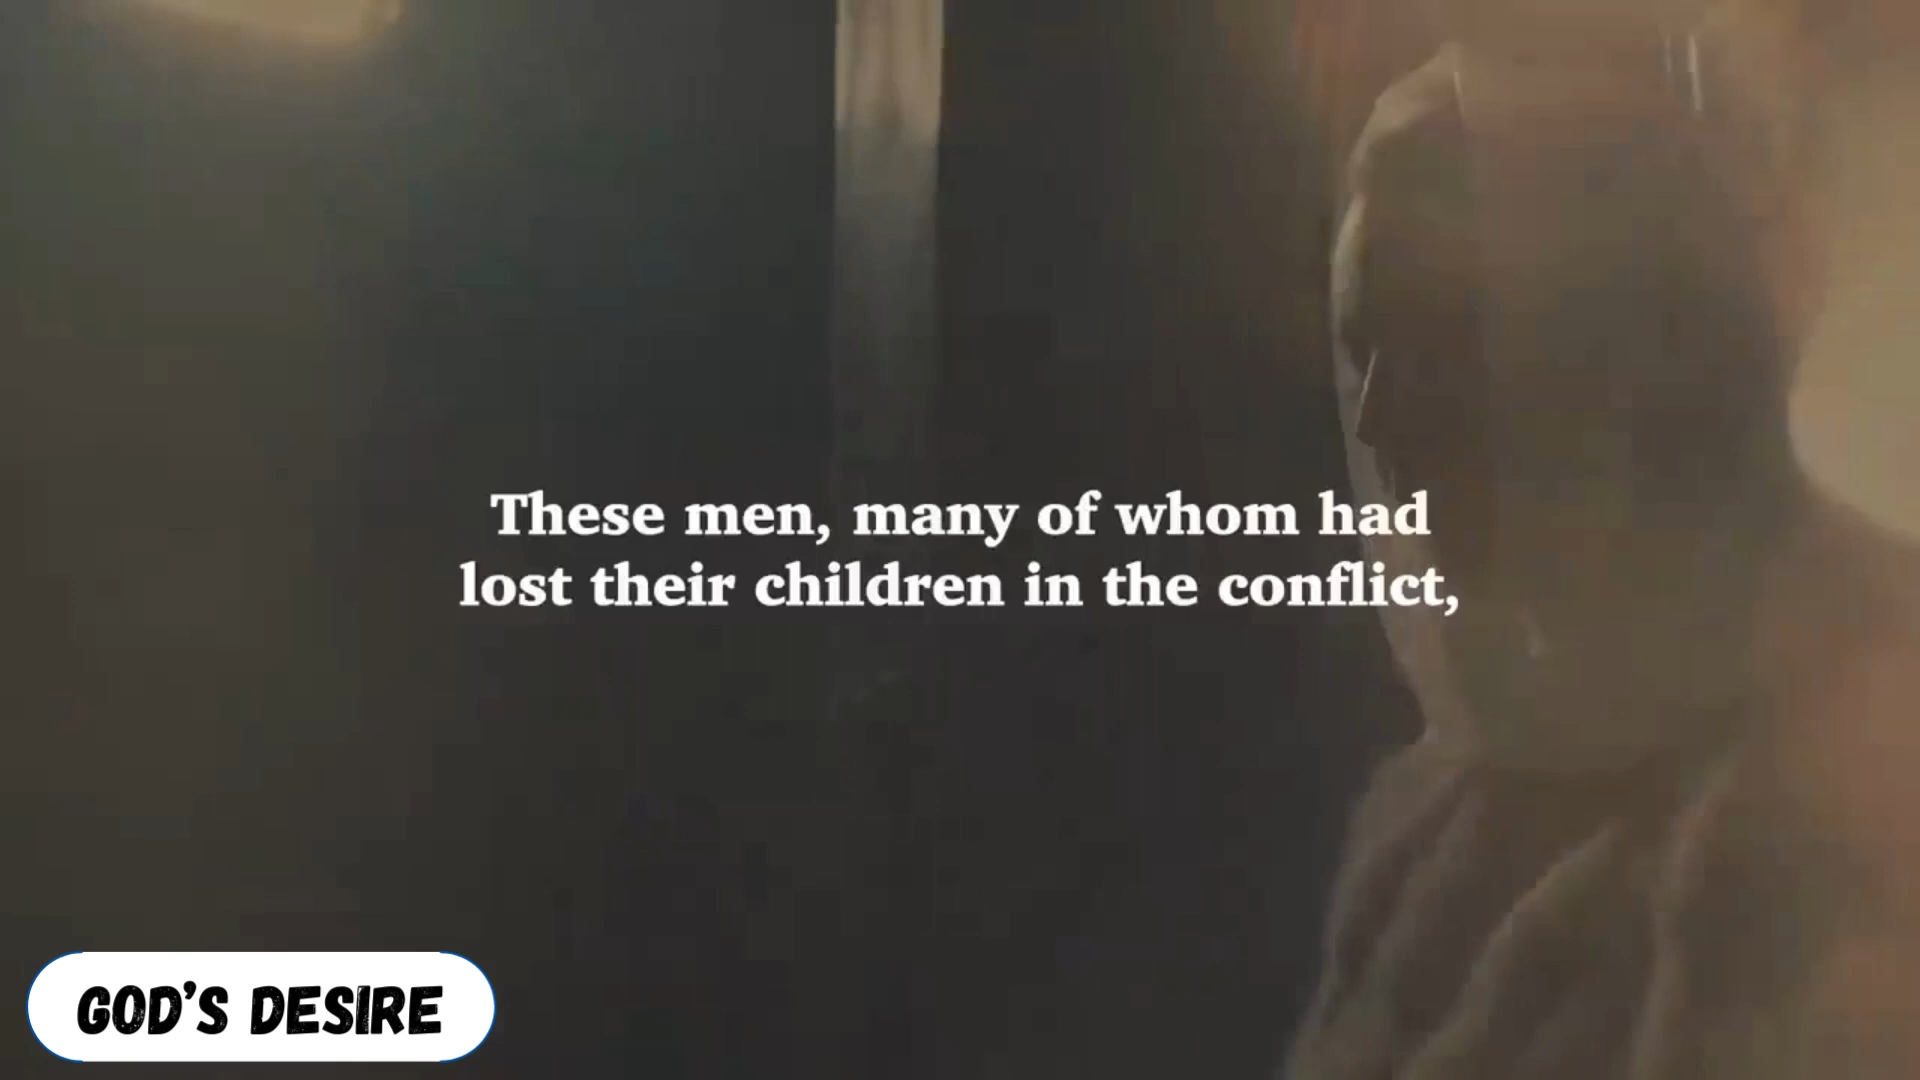 These men, many of whom had
lost their children in the conflict,
GOD'S DESIRE